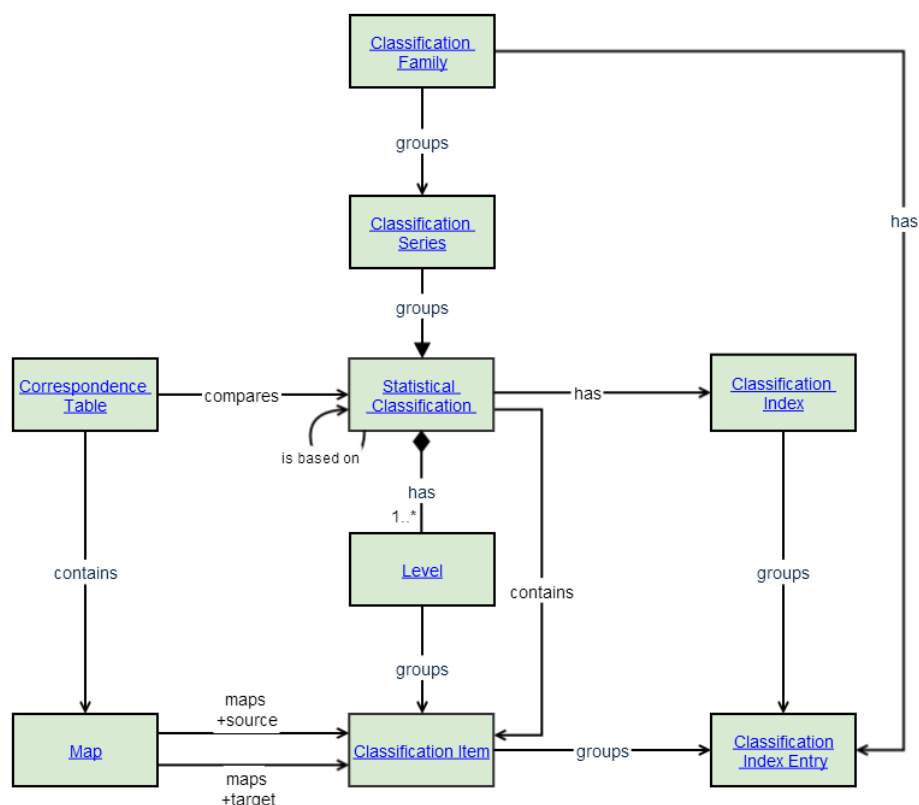 Classification
Family
groups
has
Classification
Series
groups
Correspondence
Table
compares
Statistical
Classification
has
Classification
Index
is based on
has
1..*
Level
contains
contains
groups
groups
maps
+source
Map
Classification Item
groups
Classification
Index Entry
maps
+target